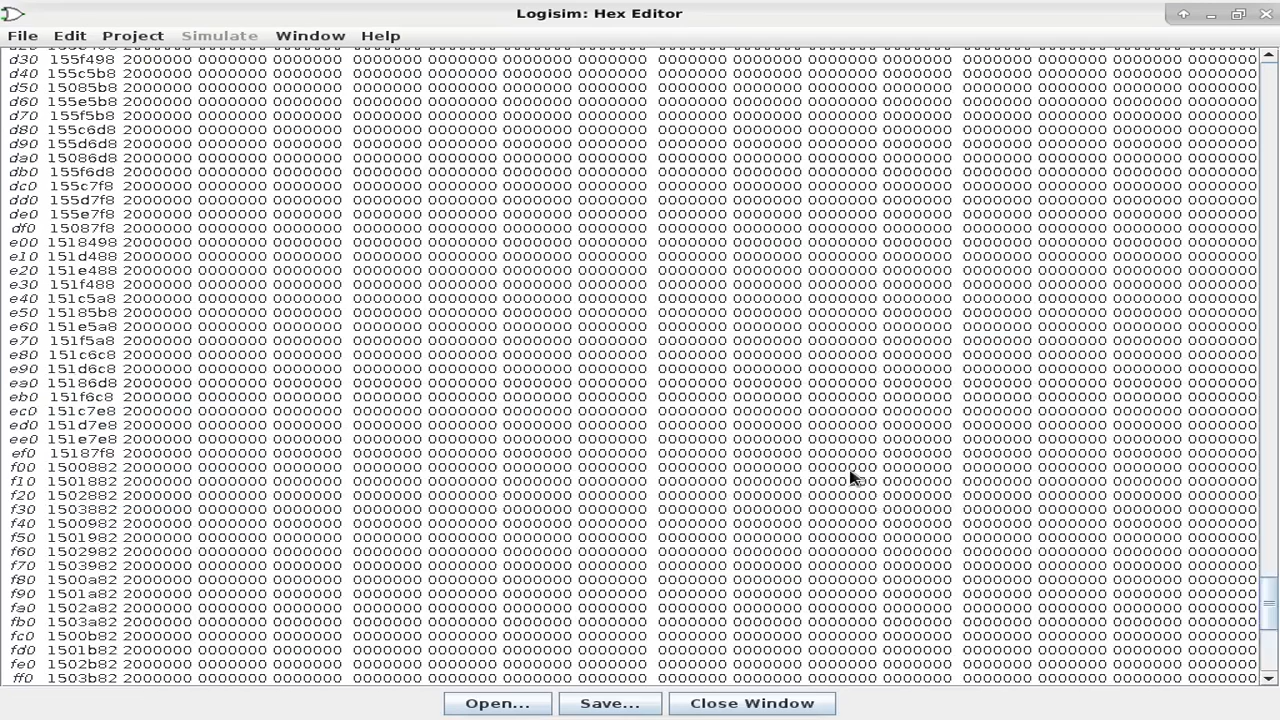 Logisim: Hex Editor
File Edit Project Simulate Window Help
d30 155f498 2000000 0000000 0000000 0000000 0000000 0000000 0000000 0000000 0000000 0000000 0000000 0000000 0000000 0000000 0000000
d40 155c5b8 2000000 0000000 0000000 0000000 0000000 0000000 0000000 0000000 0000000 0000000 0000000 0000000 0000000 0000000 0000000
d50 15085b8 2000000 0000000 0000000 0000000 0000000 0000000 0000000 0000000 0000000 0000000 0000000 0000000 0000000 0000000 0000000
d60 155e5b8 2000000 0000000 0000000 0000000 0000000 0000000 0000000 0000000 0000000 0000000 0000000 0000000 0000000 0000000 0000000
d70 155f5b8 2000000 0000000 0000000 0000000 0000000 0000000 0000000 0000000 0000000 0000000 0000000 0000000 0000000 0000000 0000000
d80 155c6d8 2000000 0000000 0000000 0000000 0000000 0000000 0000000 0000000 0000000 0000000 0000000 0000000 0000000 0000000 0000000
d90 155d6d8 2000000 0000000 0000000 0000000 0000000 0000000 0000000 0000000 0000000 0000000 0000000 0000000 0000000 0000000 0000000
da0 15086d8 2000000 0000000 0000000 0000000 0000000 0000000 0000000 0000000 0000000 0000000 0000000 0000000 0000000 0000000 0000000
db0 155f6d8 2000000 0000000 0000000 0000000 0000000 0000000 0000000 0000000 0000000 0000000 0000000 0000000 0000000 0000000 0000000
dc0 155c7f8 2000000 0000000 0000000 0000000 0000000 0000000 0000000 0000000 0000000 0000000 0000000 0000000 0000000 0000000 0000000
dd0 155d7f8 2000000 0000000 0000000 0000000 0000000 0000000 0000000 0000000 0000000 0000000 0000000 0000000 0000000 0000000 0000000
de0 155e7f8 2000000 0000000 0000000 0000000 0000000 0000000 0000000 0000000 0000000 0000000 0000000 0000000 0000000 0000000 0000000
df0 15087f8 2000000 0000000 0000000 0000000 0000000 0000000 0000000 0000000 0000000 0000000 0000000 0000000 0000000 0000000 0000000
e00 1518498 2000000 0000000 0000000 0000000 0000000 0000000 0000000 0000000 0000000 0000000 0000000 0000000 0000000 0000000 0000000
e10 151d488 2000000 0000000 0000000 0000000 0000000 0000000 0000000 0000000 0000000 0000000 0000000 0000000 0000000 0000000 0000000
e20 151e488 2000000 0000000 0000000 0000000 0000000 0000000 0000000 0000000 0000000 0000000 0000000 0000000 0000000 0000000 0000000
e30 151f488 2000000 0000000 0000000 0000000 0000000 0000000 0000000 0000000 0000000 0000000 0000000 0000000 0000000 0000000 0000000
e40 151c5a8 2000000 0000000 0000000 0000000 0000000 0000000 0000000 0000000 0000000 0000000 0000000 0000000 0000000 0000000 0000000
e50 15185b8 2000000 0000000 0000000 0000000 0000000 0000000 0000000 0000000 0000000 0000000 0000000 0000000 0000000 0000000 0000000
e60 151e5a8 2000000 0000000 0000000 0000000 0000000 0000000 0000000 0000000 0000000 0000000 0000000 0000000 0000000 0000000 0000000
e70 151f5a8 2000000 0000000 0000000 0000000 0000000 0000000 0000000 0000000 0000000 0000000 0000000 0000000 0000000 0000000 0000000
e80 151c6c8 2000000 0000000 0000000 0000000 0000000 0000000 0000000 0000000 0000000 0000000 0000000 0000000 0000000 0000000 0000000
e90 151d6c8 2000000 0000000 0000000 0000000 0000000 0000000 0000000 0000000 0000000 0000000 0000000 0000000 0000000 0000000 0000000
ea0 15186d8 2000000 0000000 0000000 0000000 0000000 0000000 0000000 0000000 0000000 0000000 0000000 0000000 0000000 0000000 0000000
eb0 151f6c8 2000000 0000000 0000000 0000000 0000000 0000000 0000000 0000000 0000000 0000000 0000000 0000000 0000000 0000000 0000000
ec0 151c7e8 2000000 0000000 0000000 0000000 0000000 0000000 0000000 0000000 0000000 0000000 0000000 0000000 0000000 0000000 0000000
ed0 151d7e8 2000000 0000000 0000000 0000000 0000000 0000000 0000000 0000000 0000000 0000000 0000000 0000000 0000000 0000000 0000000
ee0 151e7e8 2000000 0000000 0000000 0000000 0000000 0000000 0000000 0000000 0000000 0000000 0000000 0000000 0000000 0000000 0000000
ef0 15187f8 2000000 0000000 0000000 0000000 0000000 0000000 0000000 0000000 0000000 0000000 0000000 0000000 0000000 0000000 0000000
f00 1500882 2000000 0000000 0000000 0000000 0000000 0000000 0000000 0000000 0000000 0000000 0000000 0000000 0000000 0000000 0000000
f10 1501882 2000000 0000000 0000000 0000000 0000000 0000000 0000000 0000000 0000000 0000000 0000000 0000000 0000000 0000000 0000000
f20 1502882 2000000 0000000 0000000 0000000 0000000 0000000 0000000 0000000 0000000 0000000 0000000 0000000 0000000 0000000 0000000
f30 1503882 2000000 0000000 0000000 0000000 0000000 0000000 0000000 0000000 0000000 0000000 0000000 0000000 0000000 0000000 0000000
f40 1500982 2000000 0000000 0000000 0000000 0000000 0000000 0000000 0000000 0000000 0000000 0000000 0000000 0000000 0000000 0000000
f50 1501982 2000000 0000000 0000000 0000000 0000000 0000000 0000000 0000000 0000000 0000000 0000000 0000000 0000000 0000000 0000000
f60 1502982 2000000 0000000 0000000 0000000 0000000 0000000 0000000 0000000 0000000 0000000 0000000 0000000 0000000 0000000 0000000
f70 1503982 2000000 0000000 0000000 0000000 0000000 0000000 0000000 0000000 0000000 0000000 0000000 0000000 0000000 0000000 0000000
f80 1500a82 2000000 0000000 0000000 0000000 0000000 0000000 0000000 0000000 0000000 0000000 0000000 0000000 0000000 0000000 0000000
f90 1501a82 2000000 0000000 0000000 0000000 0000000 0000000 0000000 0000000 0000000 0000000 0000000 0000000 0000000 0000000 0000000
fa0 1502a82 2000000 0000000 0000000 0000000 0000000 0000000 0000000 0000000 0000000 0000000 0000000 0000000 0000000 0000000 0000000
fb0 1503a82 2000000 0000000 0000000 0000000 0000000 0000000 0000000 0000000 0000000 0000000 0000000 0000000 0000000 0000000 0000000
fc0 1500b82 2000000 0000000 0000000 0000000 0000000 0000000 0000000 0000000 0000000 0000000 0000000 0000000 0000000 0000000 0000000
fd0 1501b82 2000000 0000000 0000000 0000000 0000000 0000000 0000000 0000000 0000000 0000000 0000000 0000000 0000000 0000000 0000000
fe0 1502b82 2000000 0000000 0000000 0000000 0000000 0000000 0000000 0000000 0000000 0000000 0000000 0000000 0000000 0000000 0000000
ff0 1503b82 2000000 0000000 0000000 0000000 0000000 0000000 0000000 0000000 0000000 0000000 0000000 0000000 0000000 0000000 0000000
Open... Save... Close Window